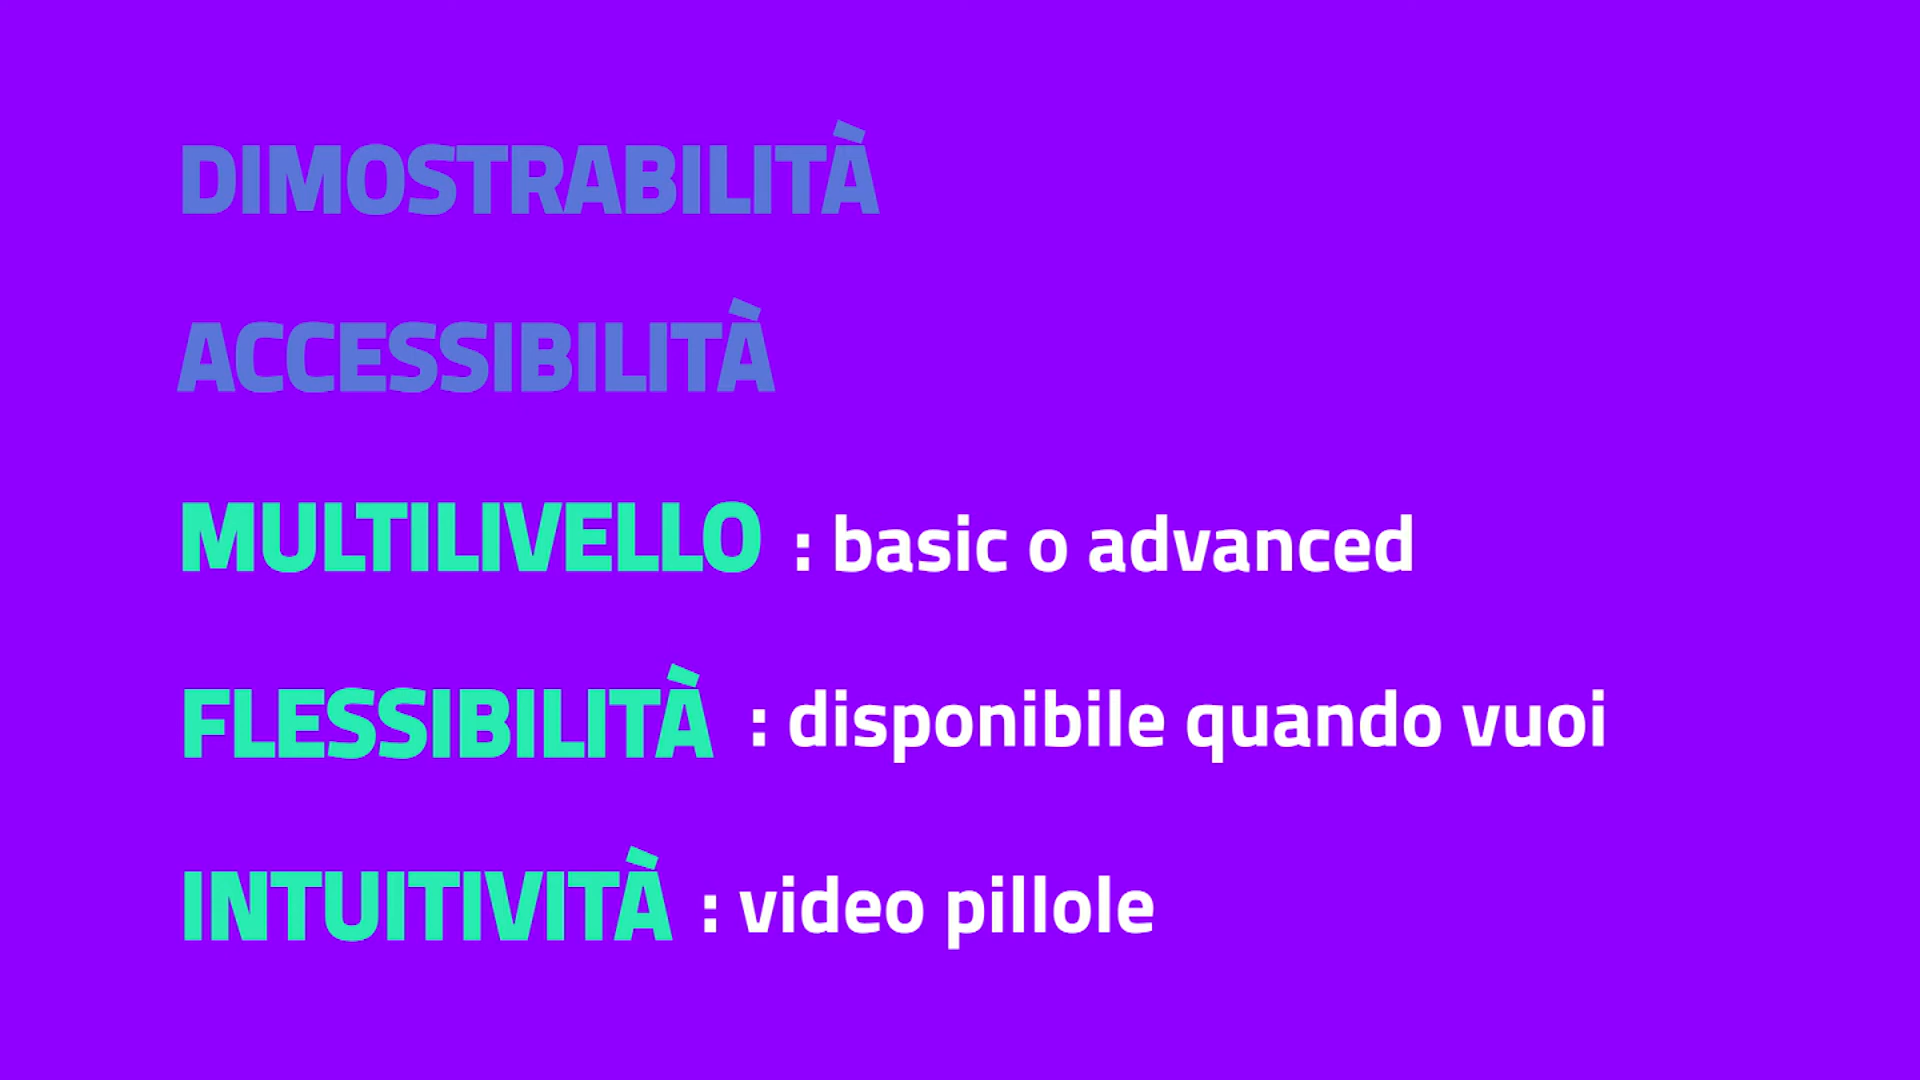 DIMOSTRABILITÀ
ACCESSIBILITÀ
MULTILIVELLO : basic o advanced
FLESSIBILITÀ : disponibile quando vuoi
INTUITIVITÀ : video pillole